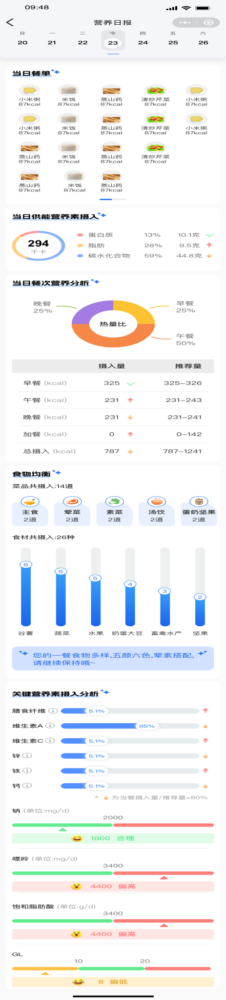 09:48
营养日报
日 一 二 今 四 五 六
20 21 22 23 24 25 26
当日餐单
小米粥 米饭 蒸山药 清炒芹菜 小米粥
87kcal 87kcal 87kcal 87kcal 87kcal
小米粥 米饭 蒸山药 清炒芹菜 小米粥
87kcal 87kcal 87kcal 87kcal 87kcal
蒸山药 米饭 蒸山药 清炒芹菜
87kcal 87kcal 87kcal 87kcal
蒸山药 米饭 蒸山药
87kcal 87kcal 87kcal
当日供能营养素摄入
294
千卡
蛋白质 13% 10.1克
脂肪 28% 9.5克
碳水化合物 59% 44.8克
当日餐次营养分析
晚餐
25%
早餐
25%
热量比
午餐
50%
摄入量 推荐量
早餐 (kcal) 325 325-326
午餐 (kcal) 231 231-243
晚餐 (kcal) 231 231-241
加餐 (kcal) 0 0-142
总摄入 (kcal) 787 787-1241
食物均衡
菜品共摄入:14道
主食 荤菜 素菜 汤饮 蛋奶坚果
2道 2道 2道 2道 2道
食材共摄入:26种
8 6 5 4 3 2
谷薯 蔬菜 水果 奶蛋大豆 畜禽水产 坚果
您的一餐食物多样,五颜六色,荤素搭配,
请继续保持哦~
关键营养素摄入分析
膳食纤维 5.1%
维生素A 65%
维生素C 5.1%
锌 5.1%
铁 5.1%
钙 5.1%
* 为当餐摄入量/推荐量<80%
钠 (单位:mg/d)
2000
1800 合理
嘌呤 (单位:mg/d)
3400
4400 偏高
饱和脂肪酸 (单位:g/d)
3400
4400 偏高
GL
10 20
8 偏低